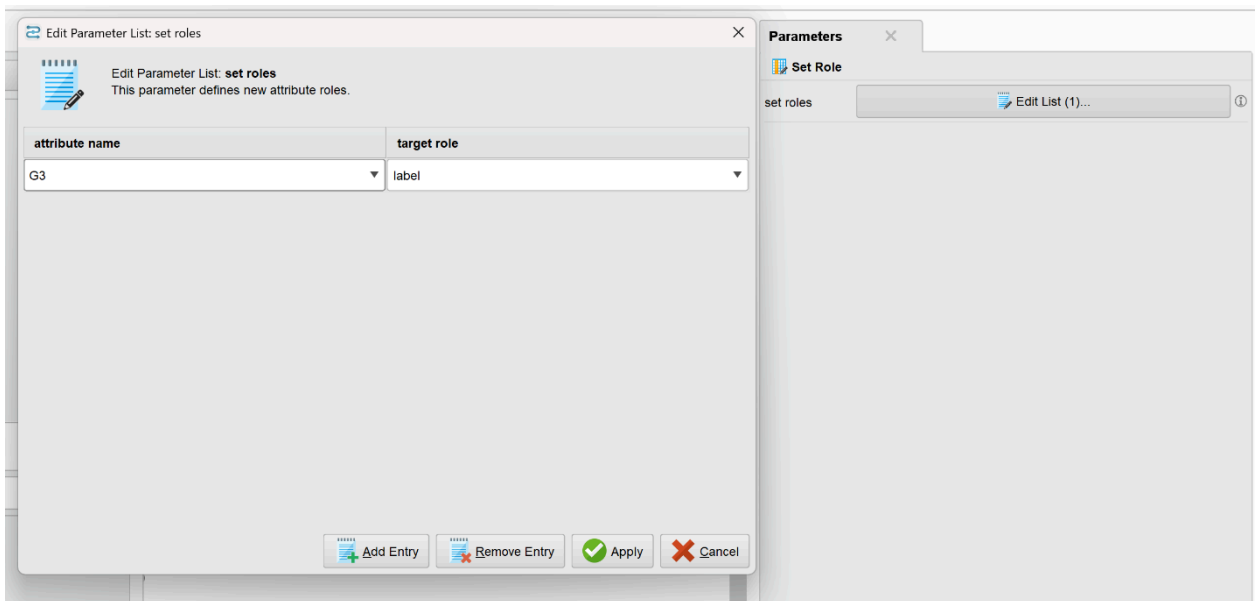 Edit Parameter List: set roles
Edit Parameter List: set roles
This parameter defines new attribute roles.
attribute name target role
G3 label
Add Entry Remove Entry Apply Cancel
Parameters
Set Role
set roles Edit List (1)...